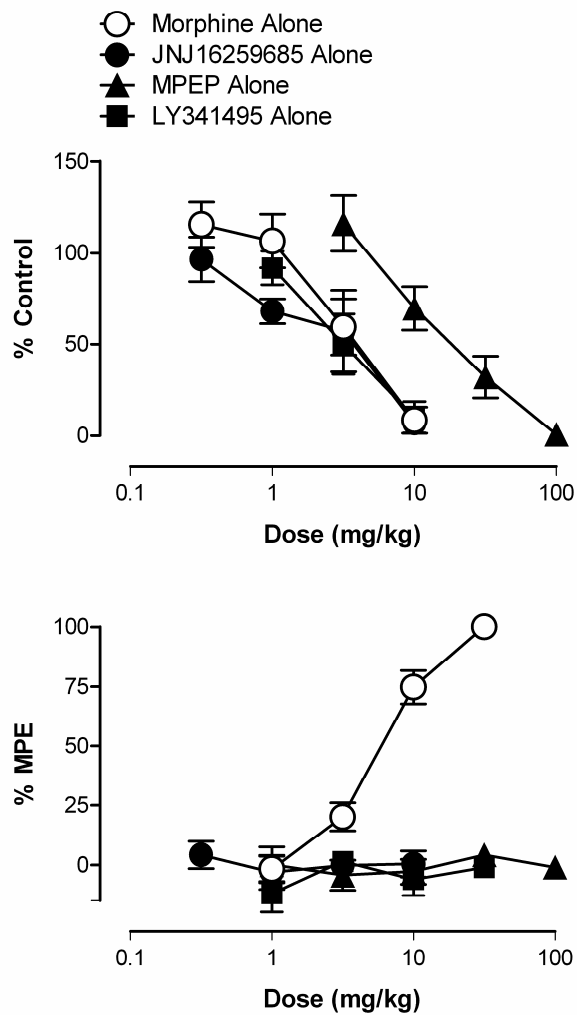 Morphine Alone
JNJ16259685 Alone
MPEP Alone
LY341495 Alone
150
100
50
0
% Control
0.1 1 10 100
Dose (mg/kg)
100
75
50
25
0
% MPE
0.1 1 10 100
Dose (mg/kg)